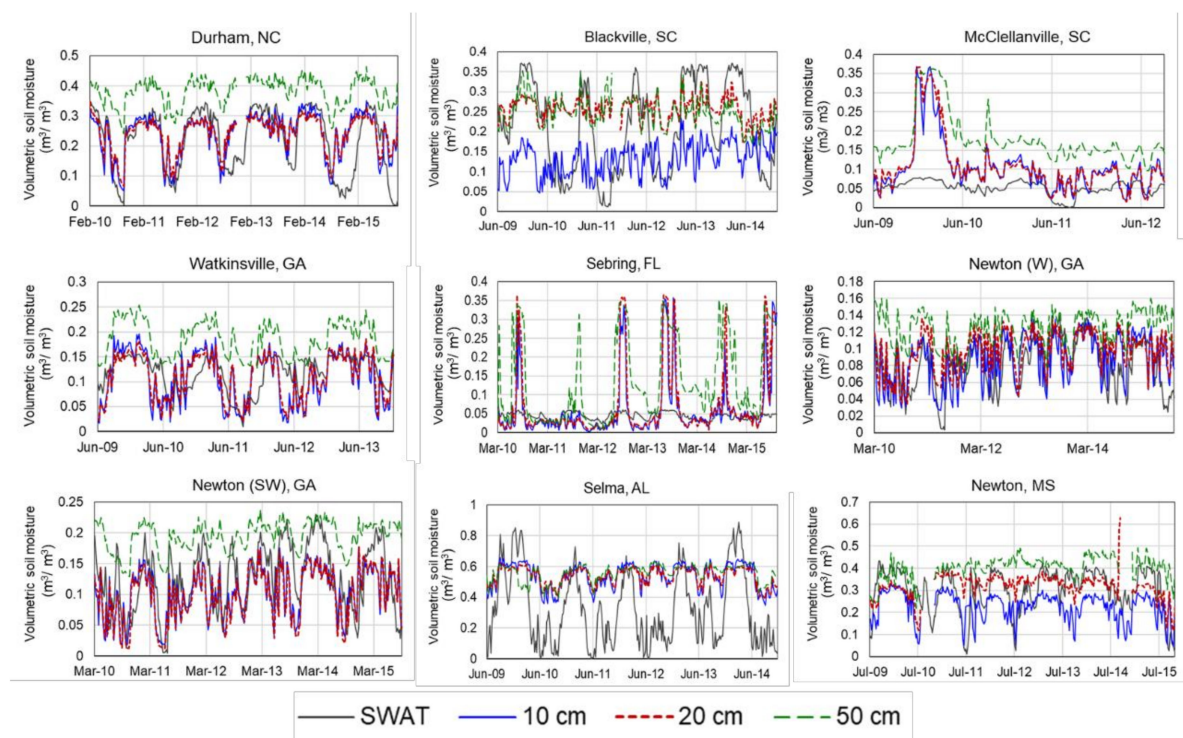 Durham, NC
Volumetric soil moisture
(m³/ m³)
0.5
0.4
0.3
0.2
0.1
0
Feb-10 Feb-11 Feb-12 Feb-13 Feb-14 Feb-15
Blackville, SC
Volumetric soil moisture
(m³/ m³)
0.4
0.35
0.3
0.25
0.2
0.15
0.1
0.05
0
Jun-09 Jun-10 Jun-11 Jun-12 Jun-13 Jun-14
McClellanville, SC
Volumetric soil moisture
(m3/ m3)
0.4
0.35
0.3
0.25
0.2
0.15
0.1
0.05
0
Jun-09 Jun-10 Jun-11 Jun-12
Watkinsville, GA
Volumetric soil moisture
(m³/ m³)
0.3
0.25
0.2
0.15
0.1
0.05
0
Jun-09 Jun-10 Jun-11 Jun-12 Jun-13
Sebring, FL
Volumetric soil moisture
(m³/ m³)
0.4
0.35
0.3
0.25
0.2
0.15
0.1
0.05
0
Mar-10 Mar-11 Mar-12 Mar-13 Mar-14 Mar-15
Newton (W), GA
Volumetric soil moisture
(m³/ m³)
0.18
0.16
0.14
0.12
0.1
0.08
0.06
0.04
0.02
0
Mar-10 Mar-12 Mar-14
Newton (SW), GA
Volumetric soil moisture
(m³/ m³)
0.25
0.2
0.15
0.1
0.05
0
Mar-10 Mar-11 Mar-12 Mar-13 Mar-14 Mar-15
Selma, AL
Volumetric soil moisture
(m³/ m³)
1
0.8
0.6
0.4
0.2
0
Jun-09 Jun-10 Jun-11 Jun-12 Jun-13 Jun-14
Newton, MS
Volumetric soil moisture
(m³/ m³)
0.7
0.6
0.5
0.4
0.3
0.2
0.1
0
Jul-09 Jul-10 Jul-11 Jul-12 Jul-13 Jul-14 Jul-15
SWAT 10 cm 20 cm 50 cm